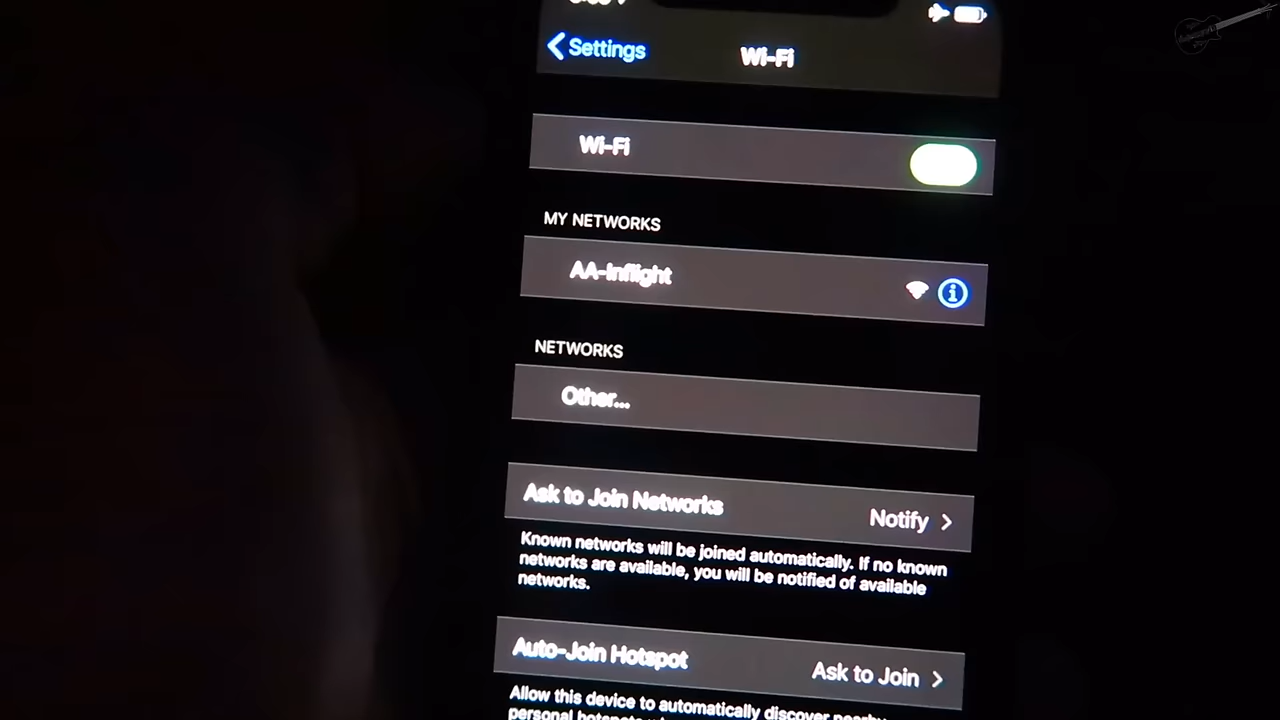 Settings
Wi-Fi
Wi-Fi
MY NETWORKS
AA-Inflight
NETWORKS
Other...
Ask to Join Networks
Notify
Known networks will be joined automatically. If no known
networks are available, you will be notified of available
networks.
Auto-Join Hotspot
Ask to Join
Allow this device to automatically discover nearby
personal hotspots